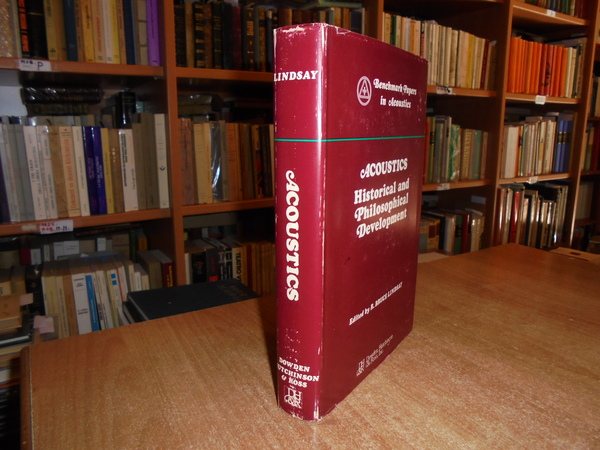 LINDSAY
ACOUSTICS
DOWDEN
HUTCHINSON
& ROSS
Benchmark Papers
in Acoustics
ACOUSTICS
Historical and
Philosophical
Development
Edited by R. BRUCE LINDSAY